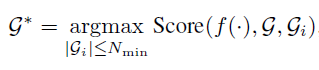 𝒢* = argmax Score(f(·), 𝒢, 𝒢ᵢ)
|𝒢ᵢ|≤N_min